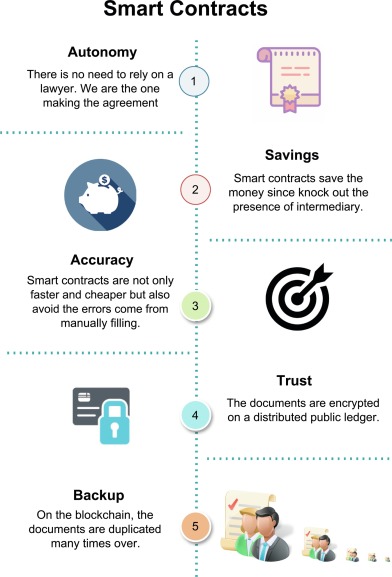 Smart Contracts
Autonomy
There is no need to rely on a
lawyer. We are the one
making the agreement
1
Savings
Smart contracts save the
money since knock out the
presence of intermediary.
2
$
Accuracy
Smart contracts are not only
faster and cheaper but also
avoid the errors come from
manually filling.
3
Trust
The documents are encrypted
on a distributed public ledger.
4
Backup
On the blockchain, the
documents are duplicated
many times over.
5